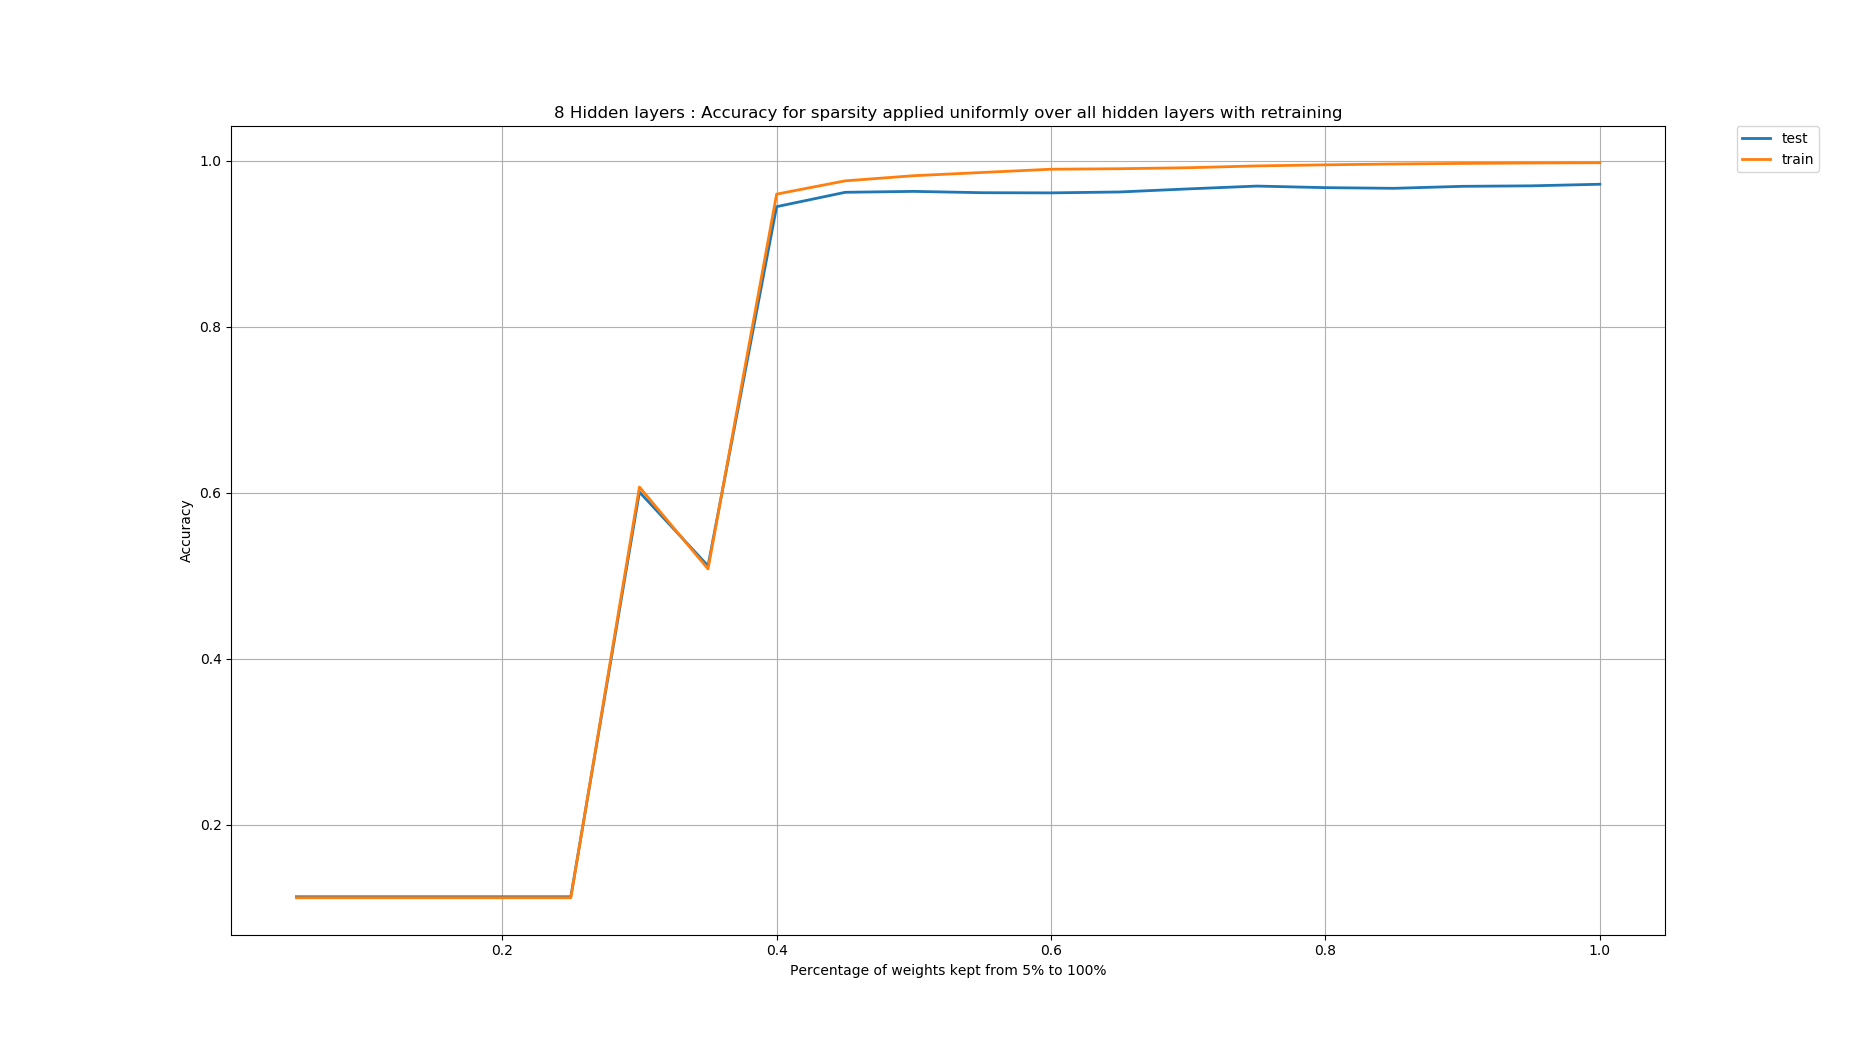 8 Hidden layers : Accuracy for sparsity applied uniformly over all hidden layers with retraining
test
train
1.0
0.8
0.6
0.4
0.2
Accuracy
0.2 0.4 0.6 0.8 1.0
Percentage of weights kept from 5% to 100%